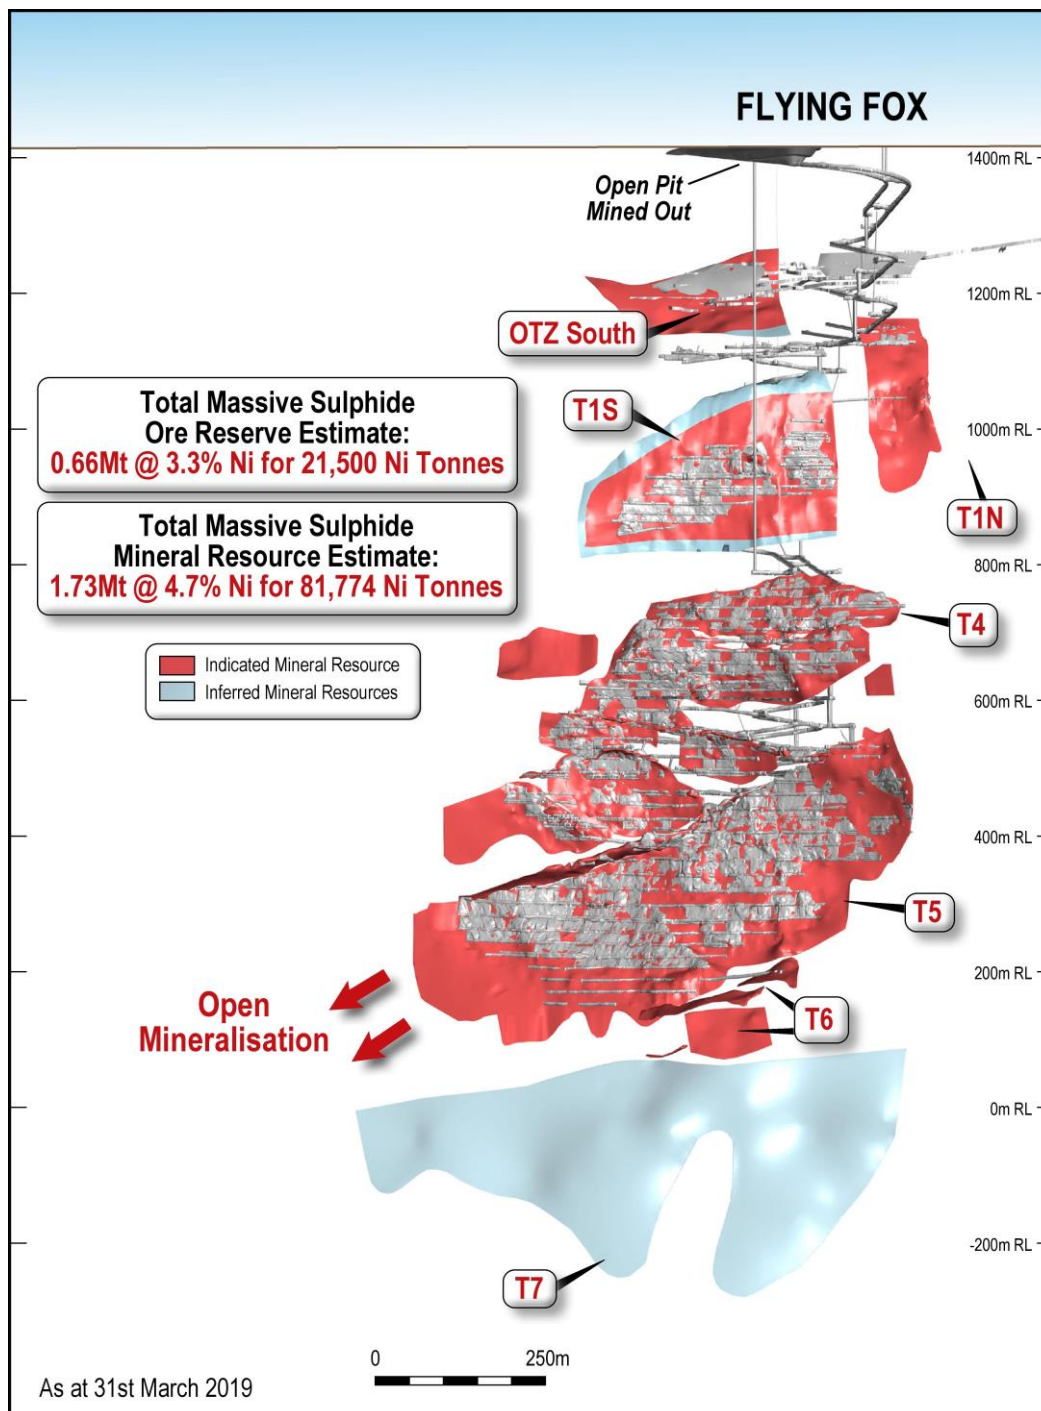 FLYING FOX
1400m RL
Open Pit
Mined Out
1200m RL
OTZ South
Total Massive Sulphide
Ore Reserve Estimate:
0.66Mt @ 3.3% Ni for 21,500 Ni Tonnes
T1S
1000m RL
T1N
Total Massive Sulphide
Mineral Resource Estimate:
1.73Mt @ 4.7% Ni for 81,774 Ni Tonnes
800m RL
T4
Indicated Mineral Resource
Inferred Mineral Resources
600m RL
400m RL
T5
200m RL
Open
Mineralisation
T6
0m RL
-200m RL
T7
0 250m
As at 31st March 2019